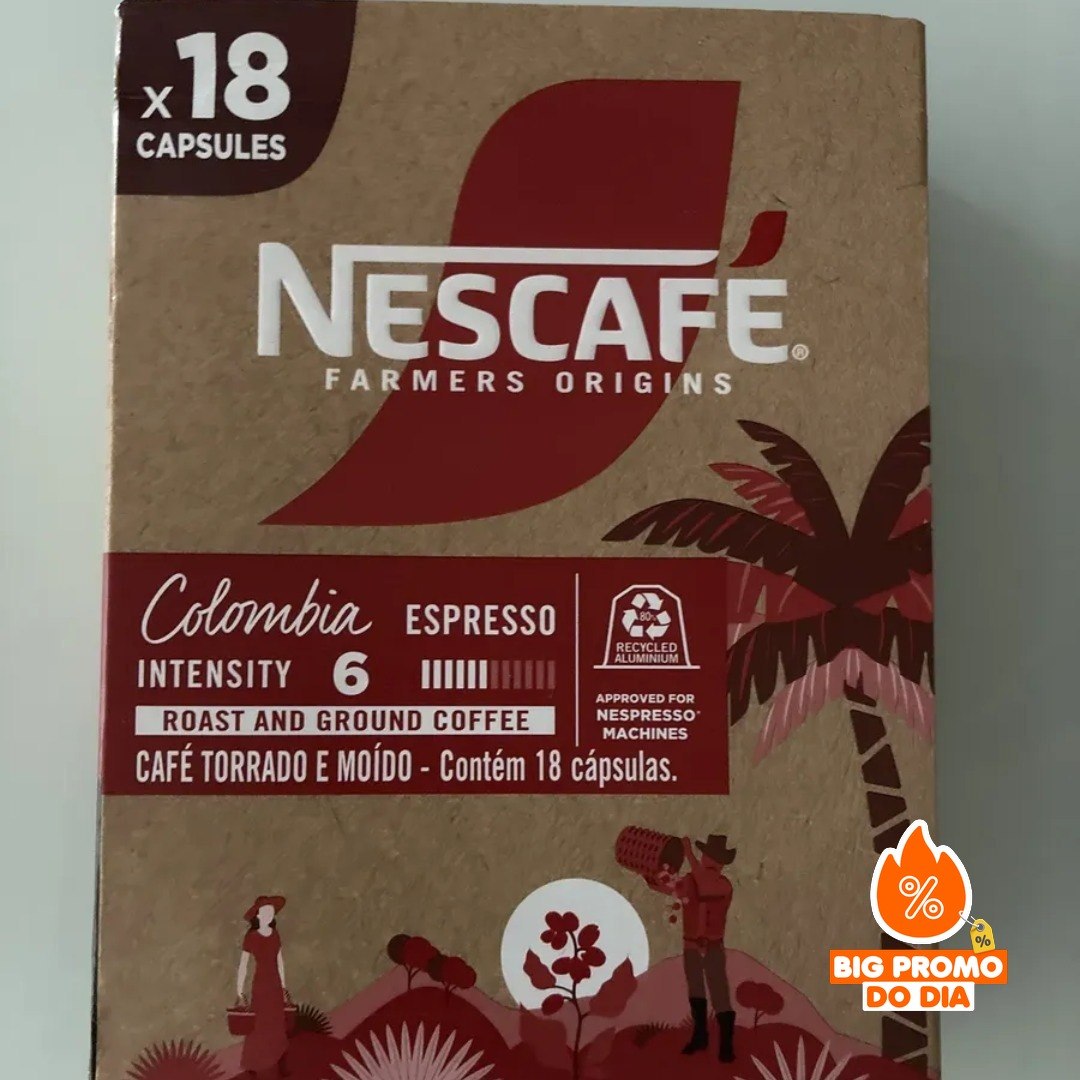 x18
CAPSULES
NESCAFÉ®
FARMERS ORIGINS
Colombia ESPRESSO
INTENSITY 6
ROAST AND GROUND COFFEE
CAFÉ TORRADO E MOÍDO - Contém 18 cápsulas.
80%
RECYCLED
ALUMINIUM
APPROVED FOR
NESPRESSO*
MACHINES
%
%
BIG PROMO
DO DIA